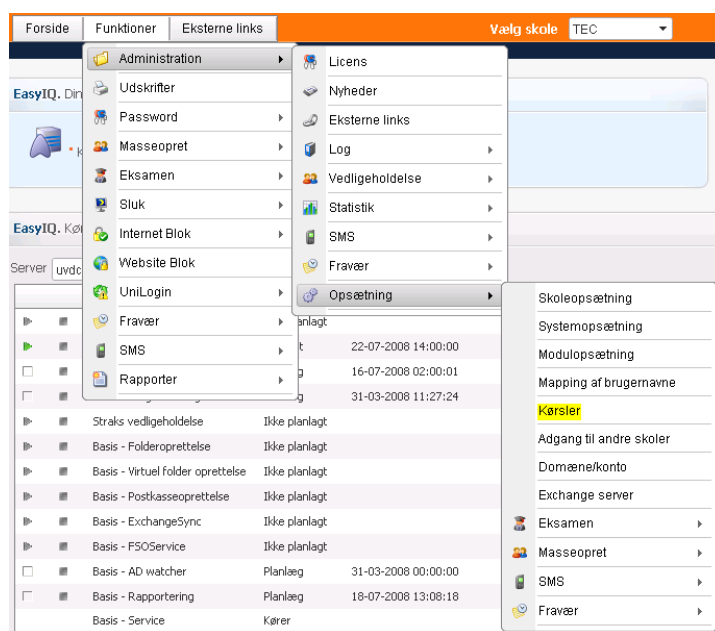 Forside Funktioner Eksterne links Vælg skole TEC
Administration
Udskrifter
Password
Masseopret
Eksamen
Sluk
Internet Blok
Website Blok
UniLogin
Fravær
SMS
Rapporter
Licens
Nyheder
Eksterne links
Log
Vedligeholdelse
Statistik
SMS
Fravær
Opsætning
Skoleopsætning
Systemopsætning
Modulopsætning
Mapping af brugernavne
Kørsler
Adgang til andre skoler
Domæne/konto
Exchange server
Eksamen
Masseopret
SMS
Fravær
EasyIQ. Din
EasyIQ. Kør
Server uvdc
22-07-2008 14:00:00
16-07-2008 02:00:01
31-03-2008 11:27:24
Straks vedligeholdelse Ikke planlagt
Basis - Folderoprettelse Ikke planlagt
Basis - Virtuel folder oprettelse Ikke planlagt
Basis - Postkasseoprettelse Ikke planlagt
Basis - ExchangeSync Ikke planlagt
Basis - FSOService Ikke planlagt
Basis - AD watcher Planlæg 31-03-2008 00:00:00
Basis - Rapportering Planlæg 18-07-2008 13:08:18
Basis - Service Kører